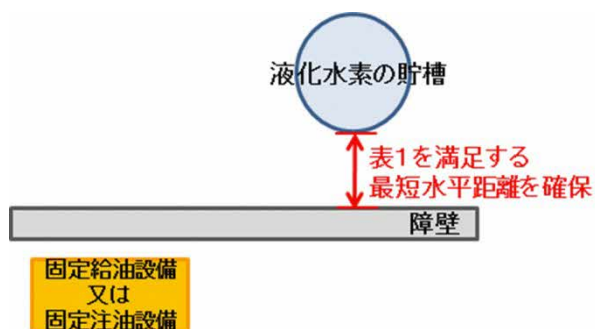 液化水素の貯槽
表1を満足する
最短水平距離を確保
障壁
固定給油設備
又は
固定注油設備